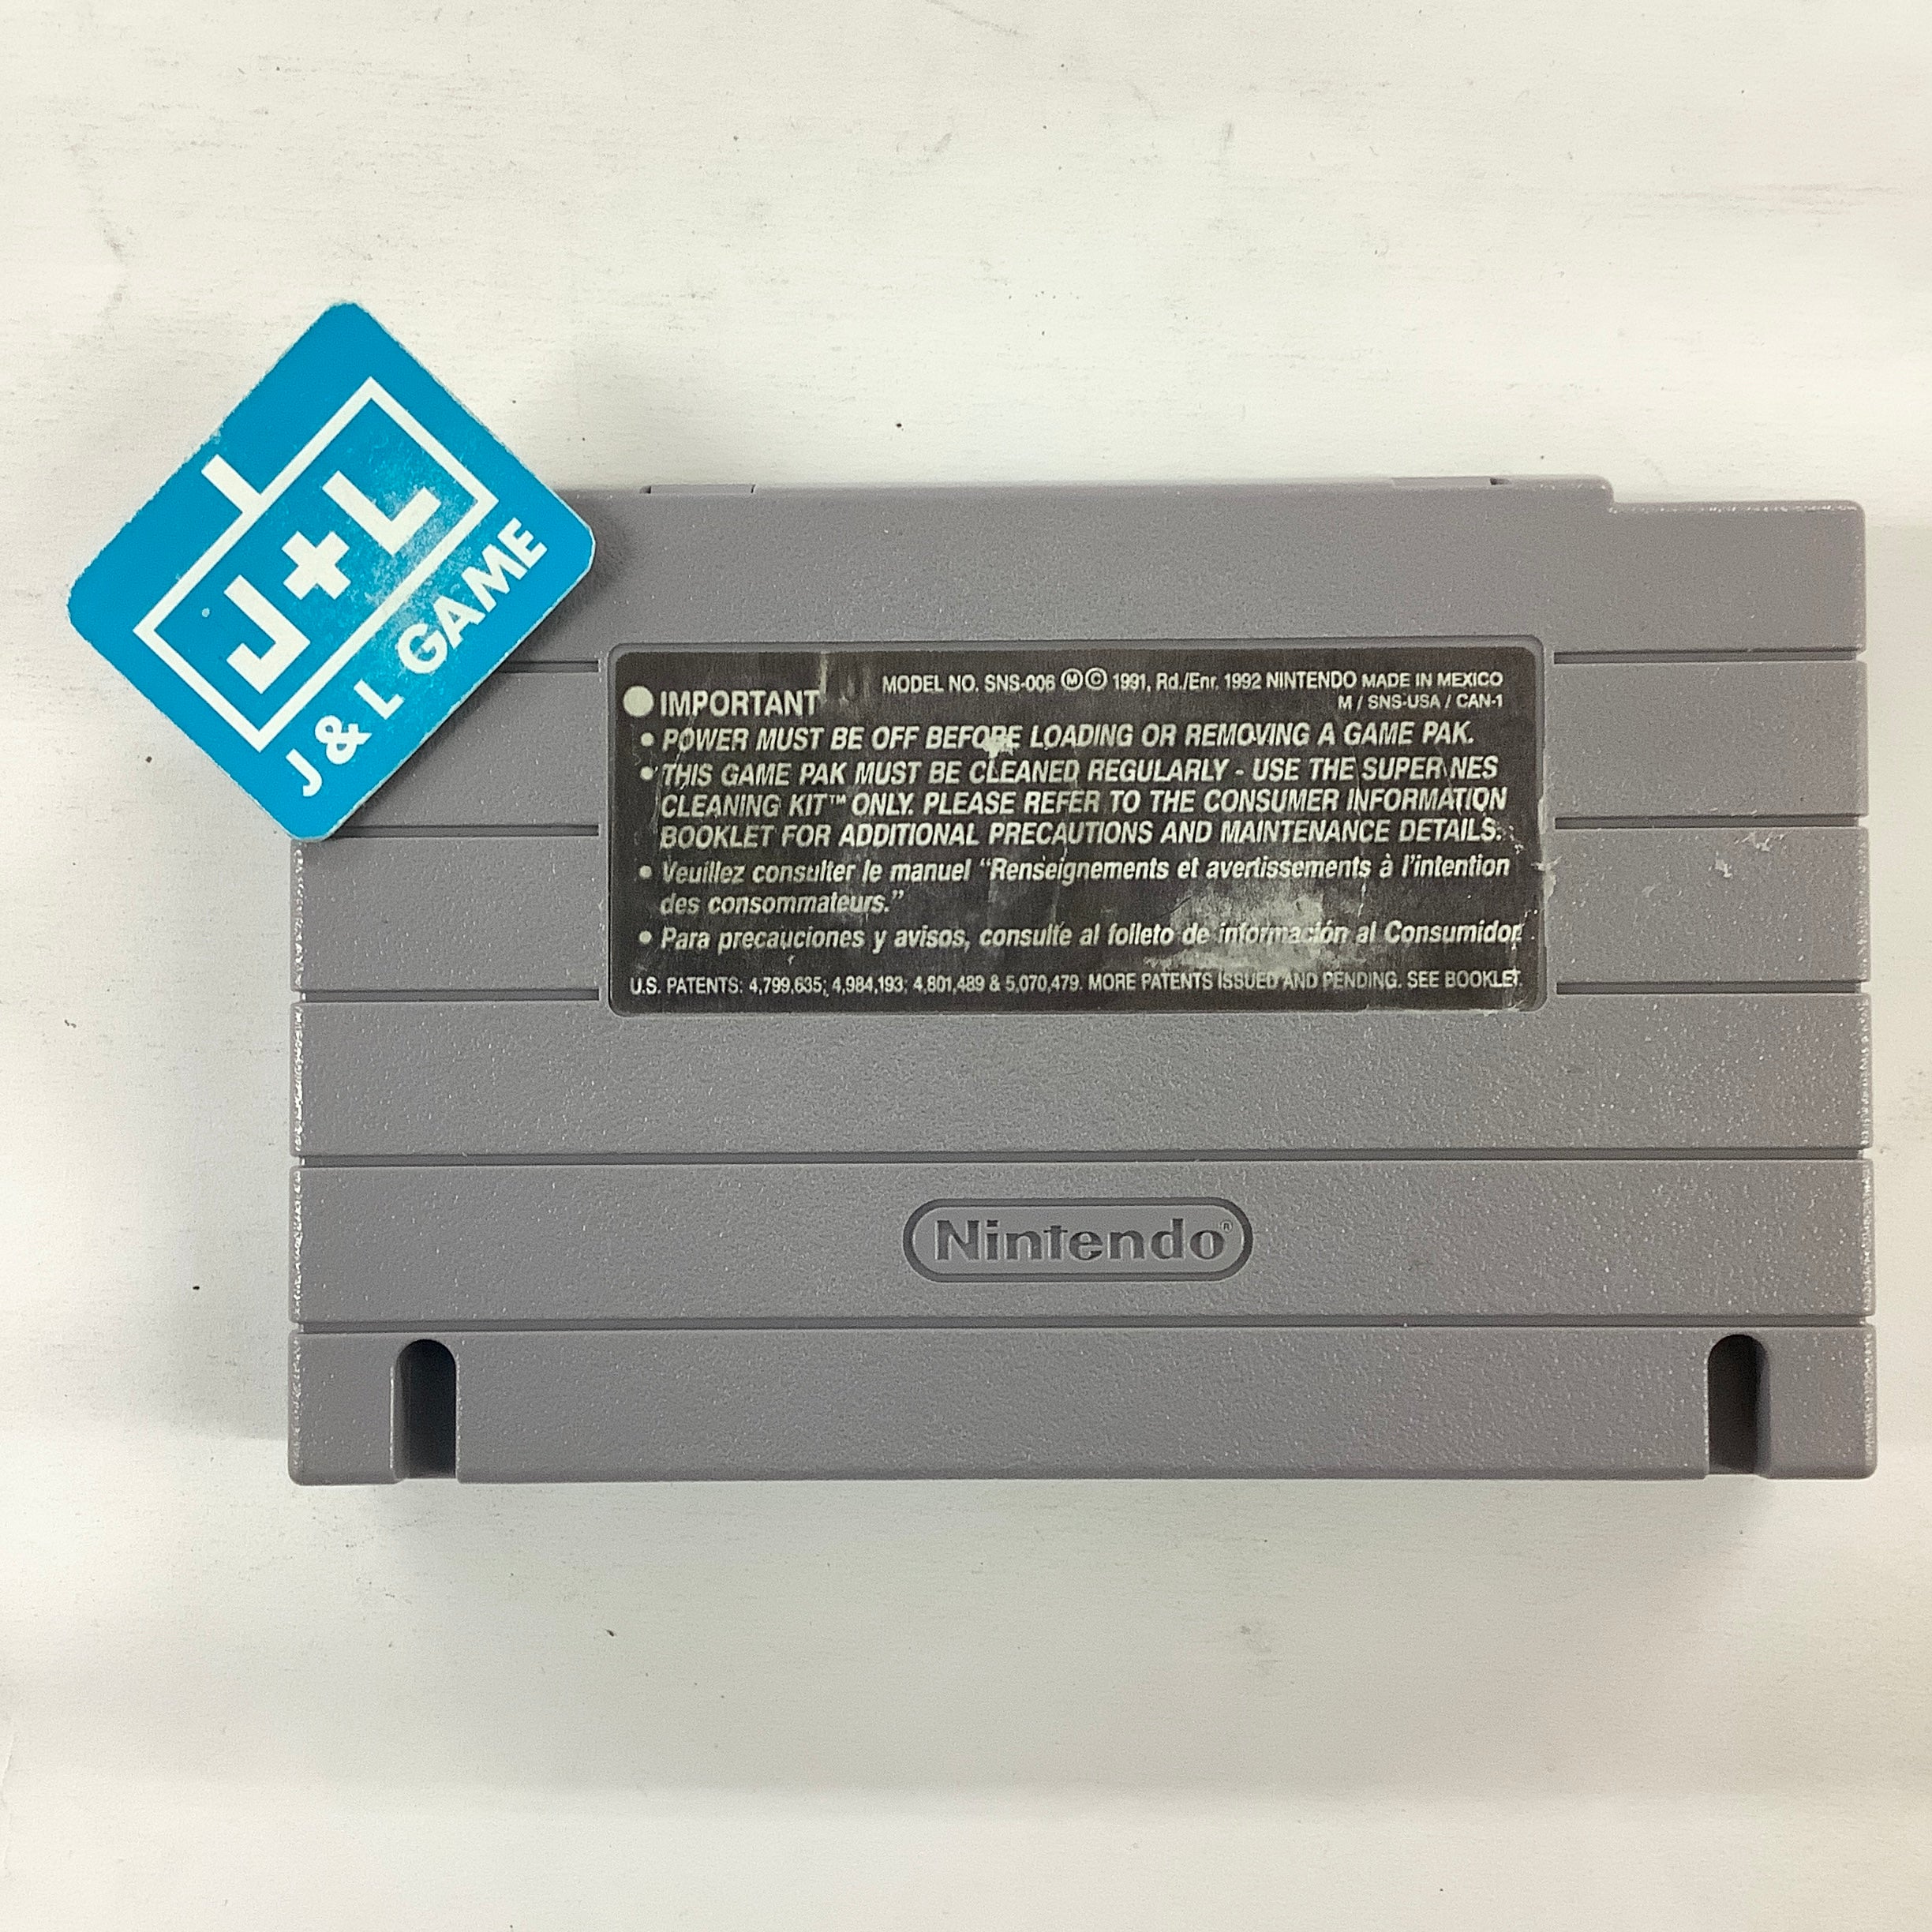 J+L
J & L GAME
MODEL NO. SNS-006 Ⓜ© 1991, Rd./Enr. 1992 NINTENDO MADE IN MEXICO
IMPORTANT
M / SNS-USA / CAN-1
• POWER MUST BE OFF BEFORE LOADING OR REMOVING A GAME PAK.
• THIS GAME PAK MUST BE CLEANED REGULARLY - USE THE SUPER NES
CLEANING KIT™ ONLY. PLEASE REFER TO THE CONSUMER INFORMATION
BOOKLET FOR ADDITIONAL PRECAUTIONS AND MAINTENANCE DETAILS.
• Veuillez consulter le manuel “Renseignements et avertissements à l’intention
des consommateurs.”
• Para precauciones y avisos, consulte al folleto de información al Consumidor
U.S. PATENTS: 4,799,635; 4,984,193; 4,801,489 & 5,070,479. MORE PATENTS ISSUED AND PENDING. SEE BOOKLET.
Nintendo®